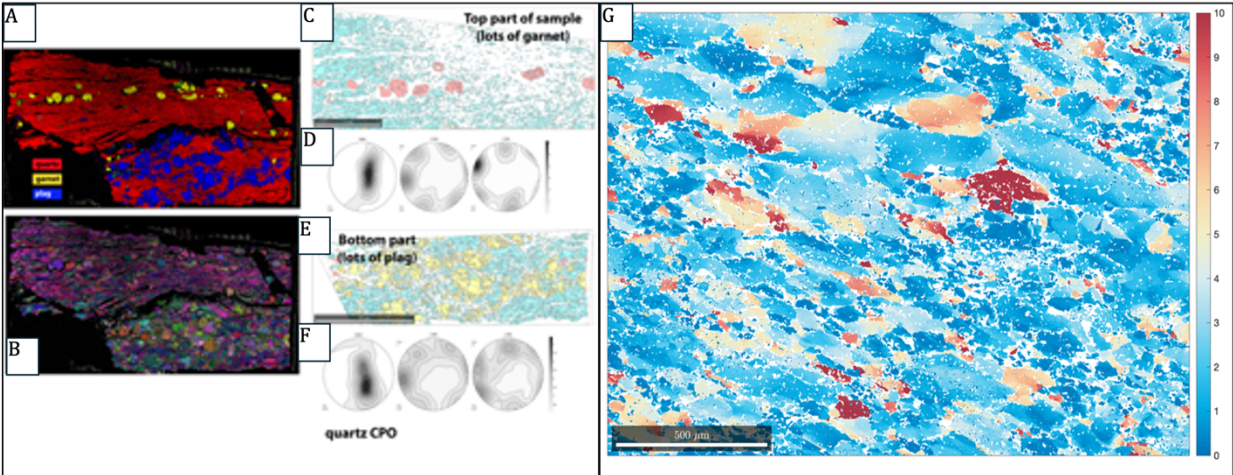 A
quartz
garnet
plag
B
C
Top part of sample
(lots of garnet)
D
E
Bottom part
(lots of plag)
F
quartz CPO
G
500 μm
10
9
8
7
6
5
4
3
2
1
0